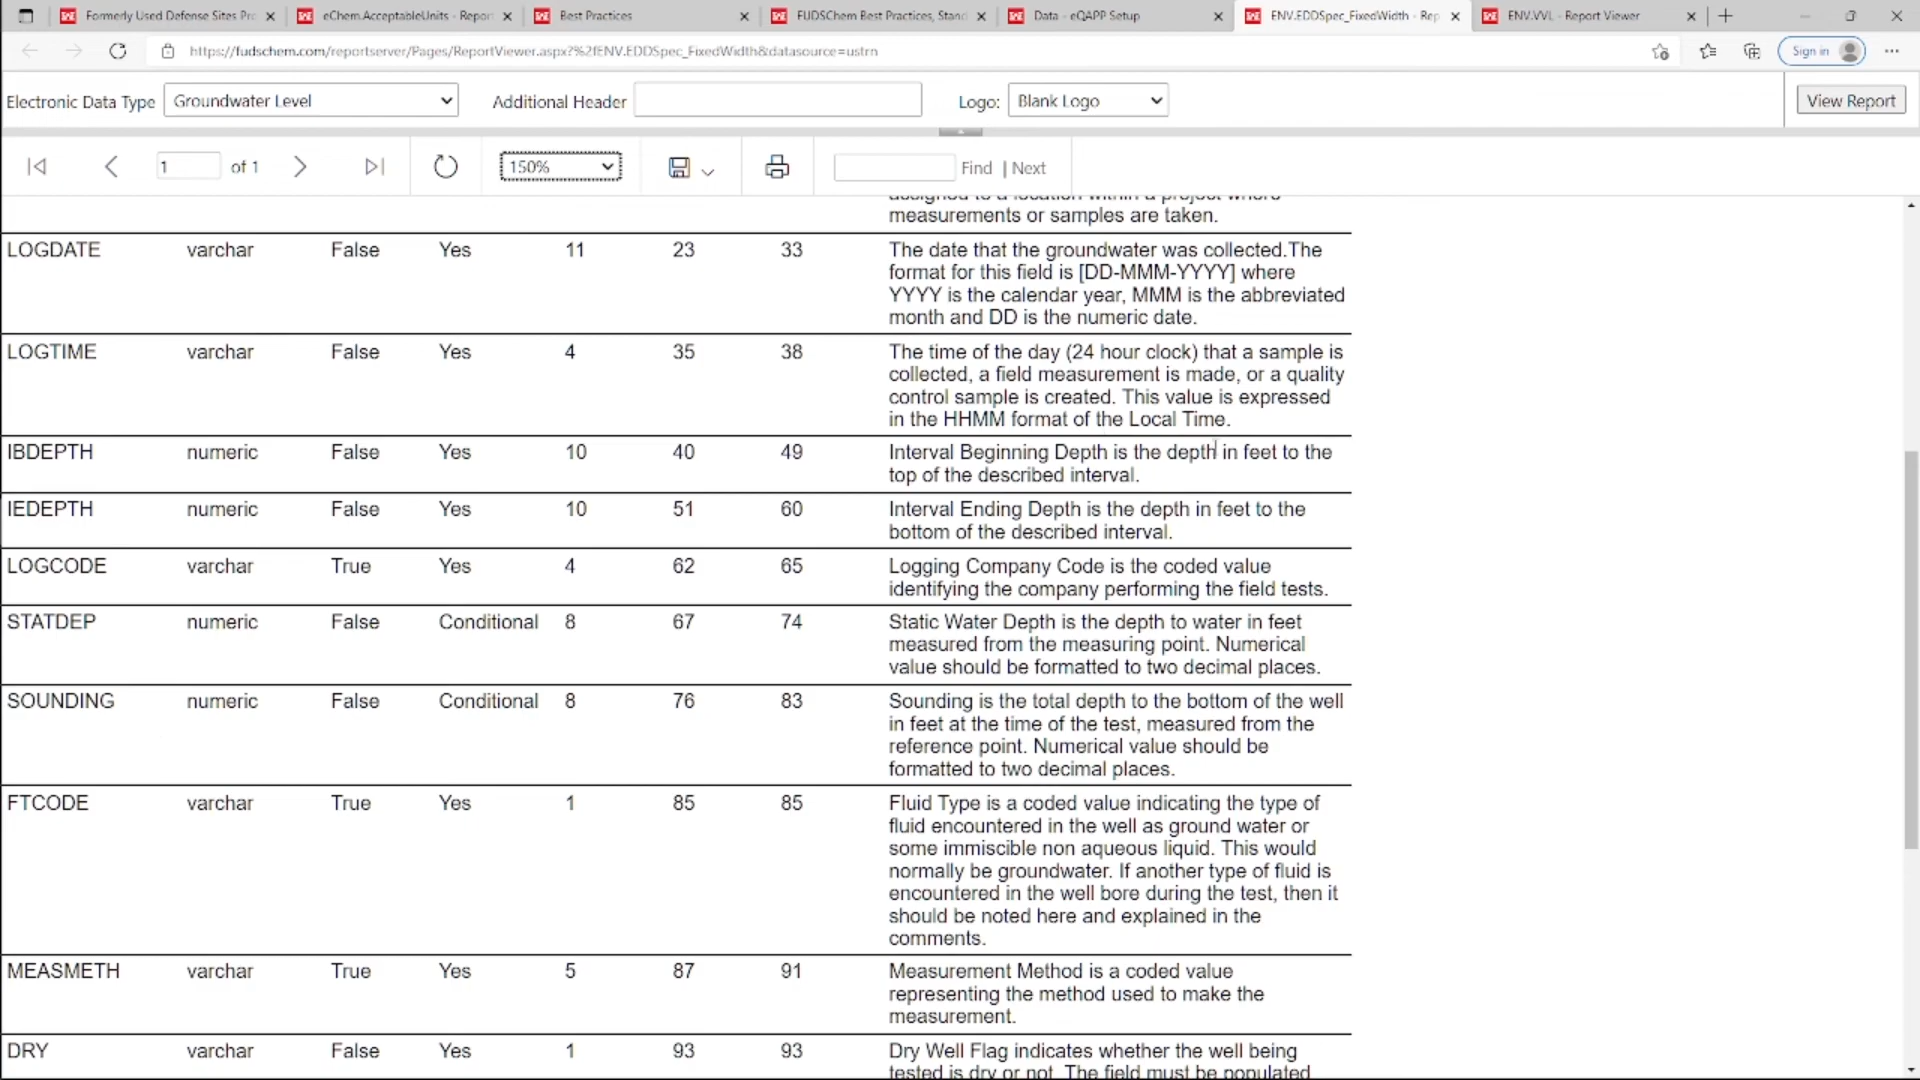 Formerly Used Defense Sites Pr
eChem.AcceptableUnits - Repor
Best Practices
FUDSChem Best Practices, Stand
Data - eQAPP Setup
ENV.EDDSpec_FixedWidth - Rep
ENV.VVL - Report Viewer
https://fudschem.com/reportserver/Pages/ReportViewer.aspx?%2fENV.EDDSpec_FixedWidth&datasource=ustrn
Sign in
Electronic Data Type Groundwater Level Additional Header Logo: Blank Logo View Report
1 of 1 150% Find | Next
measurements or samples are taken.
LOGDATE varchar False Yes 11 23 33 The date that the groundwater was collected.The
format for this field is [DD-MMM-YYYY] where
YYYY is the calendar year, MMM is the abbreviated
month and DD is the numeric date.
LOGTIME varchar False Yes 4 35 38 The time of the day (24 hour clock) that a sample is
collected, a field measurement is made, or a quality
control sample is created. This value is expressed
in the HHMM format of the Local Time.
IBDEPTH numeric False Yes 10 40 49 Interval Beginning Depth is the depth in feet to the
top of the described interval.
IEDEPTH numeric False Yes 10 51 60 Interval Ending Depth is the depth in feet to the
bottom of the described interval.
LOGCODE varchar True Yes 4 62 65 Logging Company Code is the coded value
identifying the company performing the field tests.
STATDEP numeric False Conditional 8 67 74 Static Water Depth is the depth to water in feet
measured from the measuring point. Numerical
value should be formatted to two decimal places.
SOUNDING numeric False Conditional 8 76 83 Sounding is the total depth to the bottom of the well
in feet at the time of the test, measured from the
reference point. Numerical value should be
formatted to two decimal places.
FTCODE varchar True Yes 1 85 85 Fluid Type is a coded value indicating the type of
fluid encountered in the well as ground water or
some immiscible non aqueous liquid. This would
normally be groundwater. If another type of fluid is
encountered in the well bore during the test, then it
should be noted here and explained in the
comments.
MEASMETH varchar True Yes 5 87 91 Measurement Method is a coded value
representing the method used to make the
measurement.
DRY varchar False Yes 1 93 93 Dry Well Flag indicates whether the well being
tested is dry or not. The field must be populated